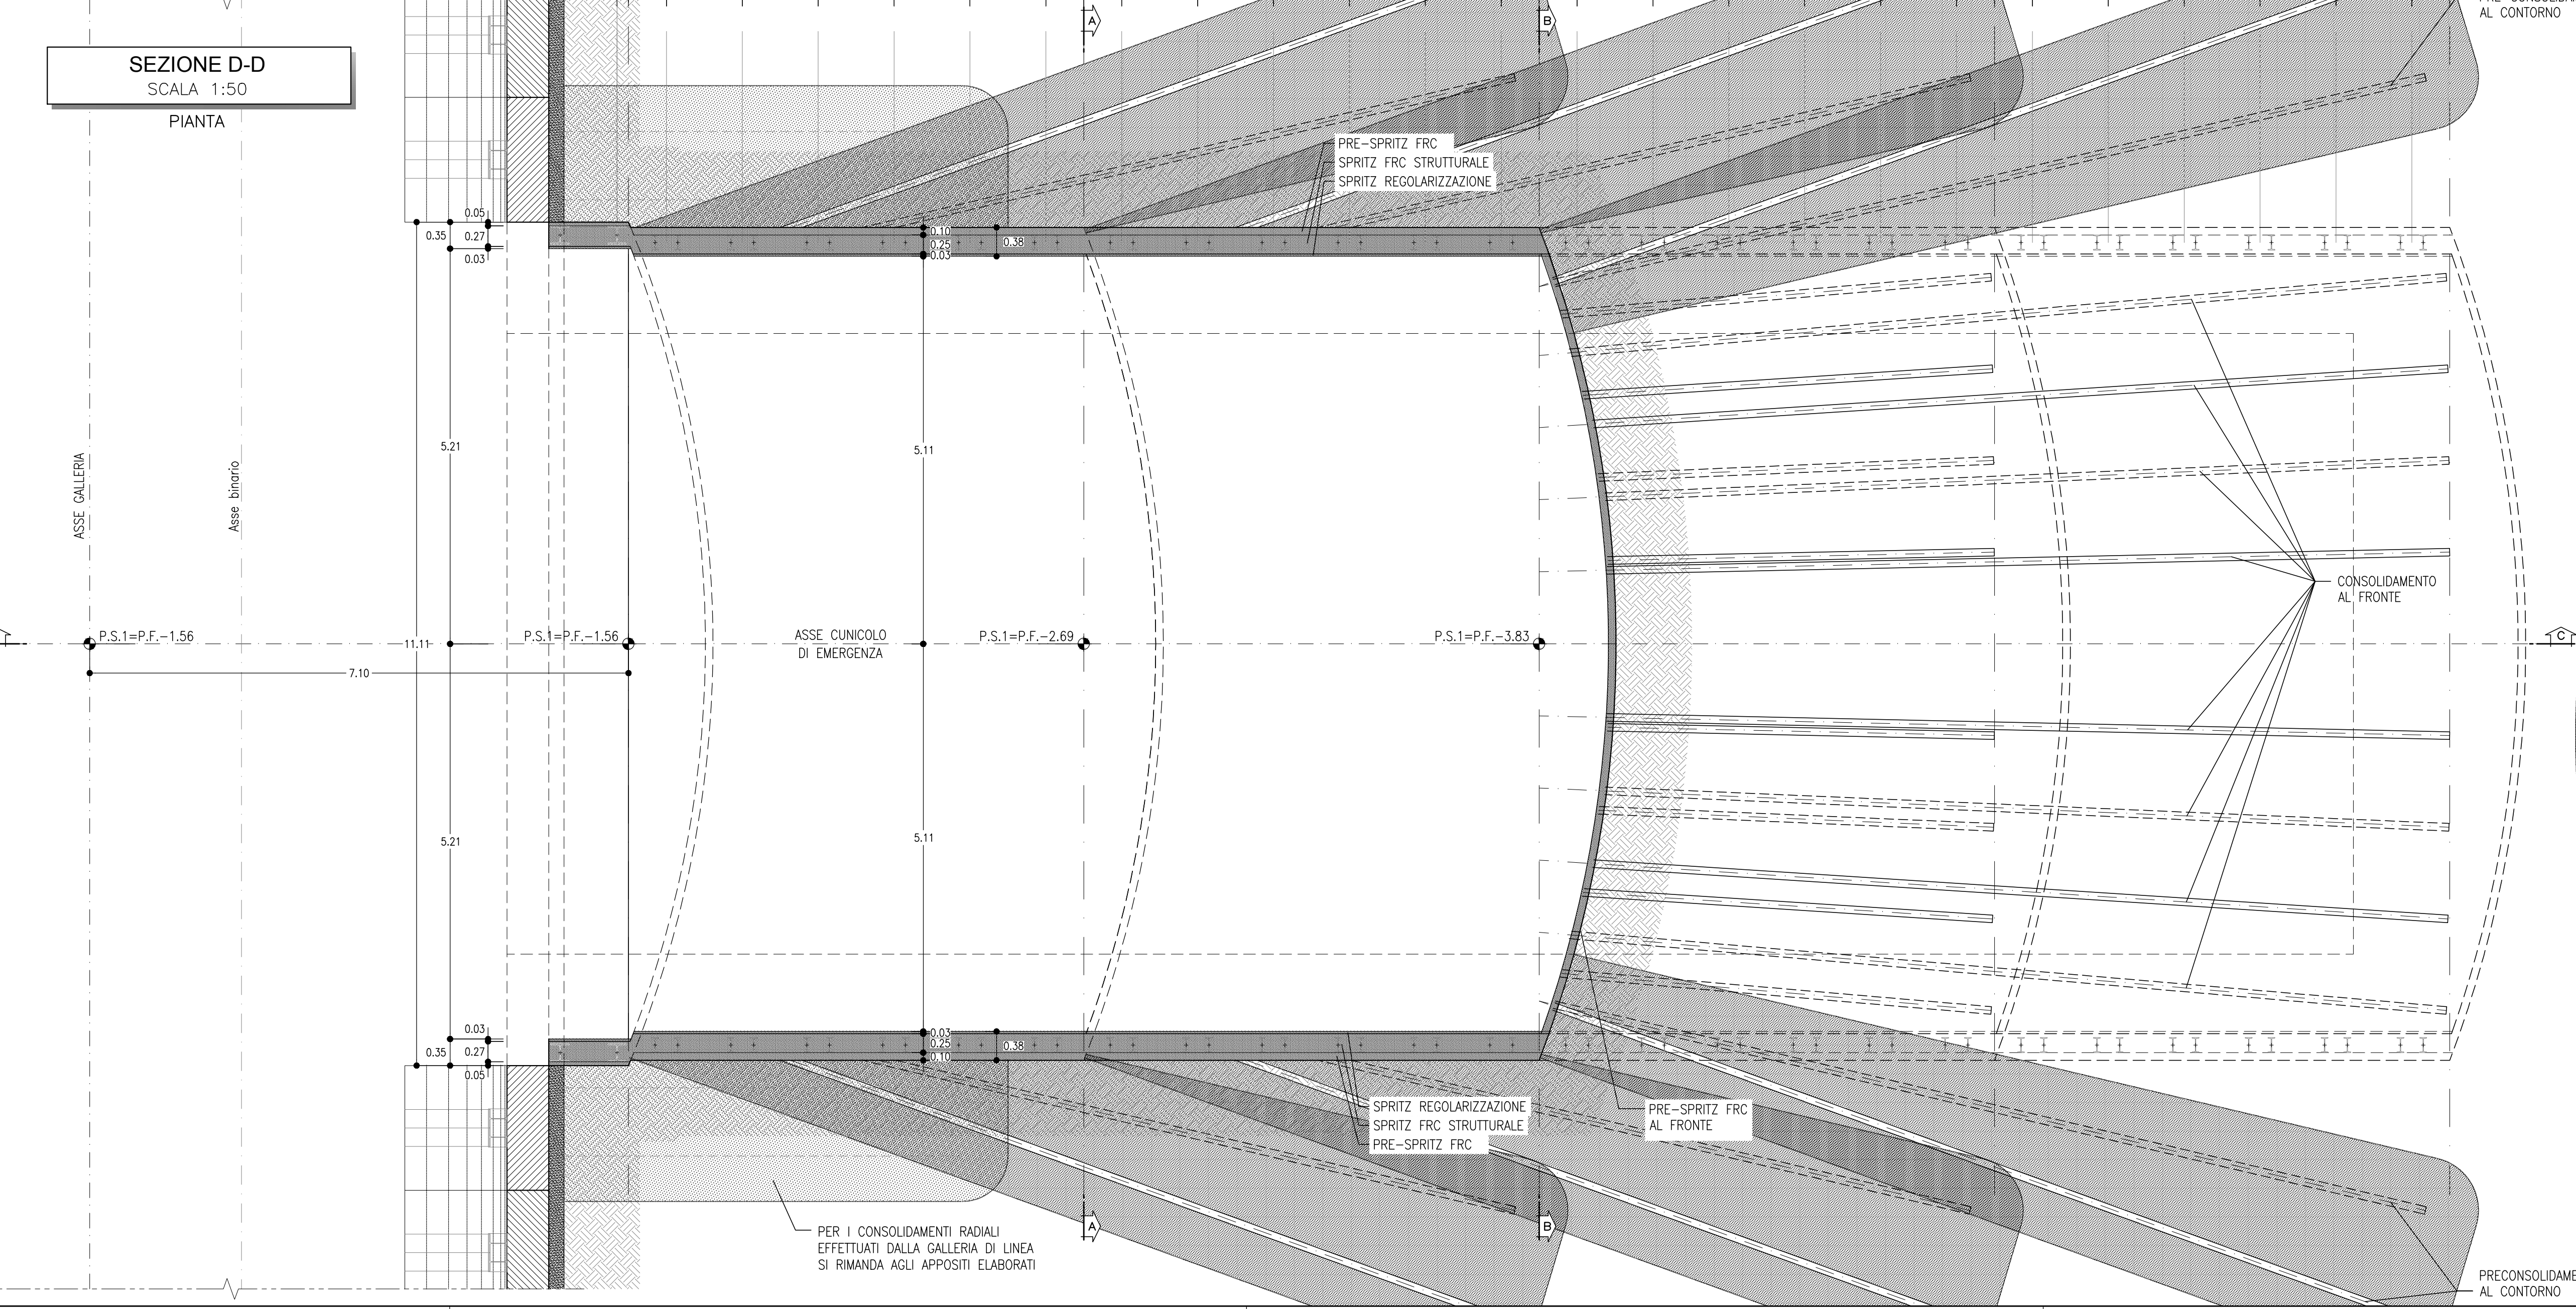 SEZIONE D-D
SCALA 1:50
PIANTA
A
B
AL CONTORNO
PRE-SPRITZ FRC
SPRITZ FRC STRUTTURALE
SPRITZ REGOLARIZZAZIONE
0.05
0.35
0.27
0.03
0.10
0.25
0.03
0.38
5.21
5.11
ASSE GALLERIA
Asse binario
CONSOLIDAMENTO
AL FRONTE
P.S.1=P.F.-1.56
11.11
P.S.1=P.F.-1.56
ASSE CUNICOLO
DI EMERGENZA
P.S.1=P.F.-2.69
P.S.1=P.F.-3.83
C
7.10
5.21
5.11
0.03
0.35
0.27
0.05
0.03
0.25
0.10
0.38
SPRITZ REGOLARIZZAZIONE
SPRITZ FRC STRUTTURALE
PRE-SPRITZ FRC
PRE-SPRITZ FRC
AL FRONTE
A
B
PER I CONSOLIDAMENTI RADIALI
EFFETTUATI DALLA GALLERIA DI LINEA
SI RIMANDA AGLI APPOSITI ELABORATI
PRECONSOLIDAME
AL CONTORNO